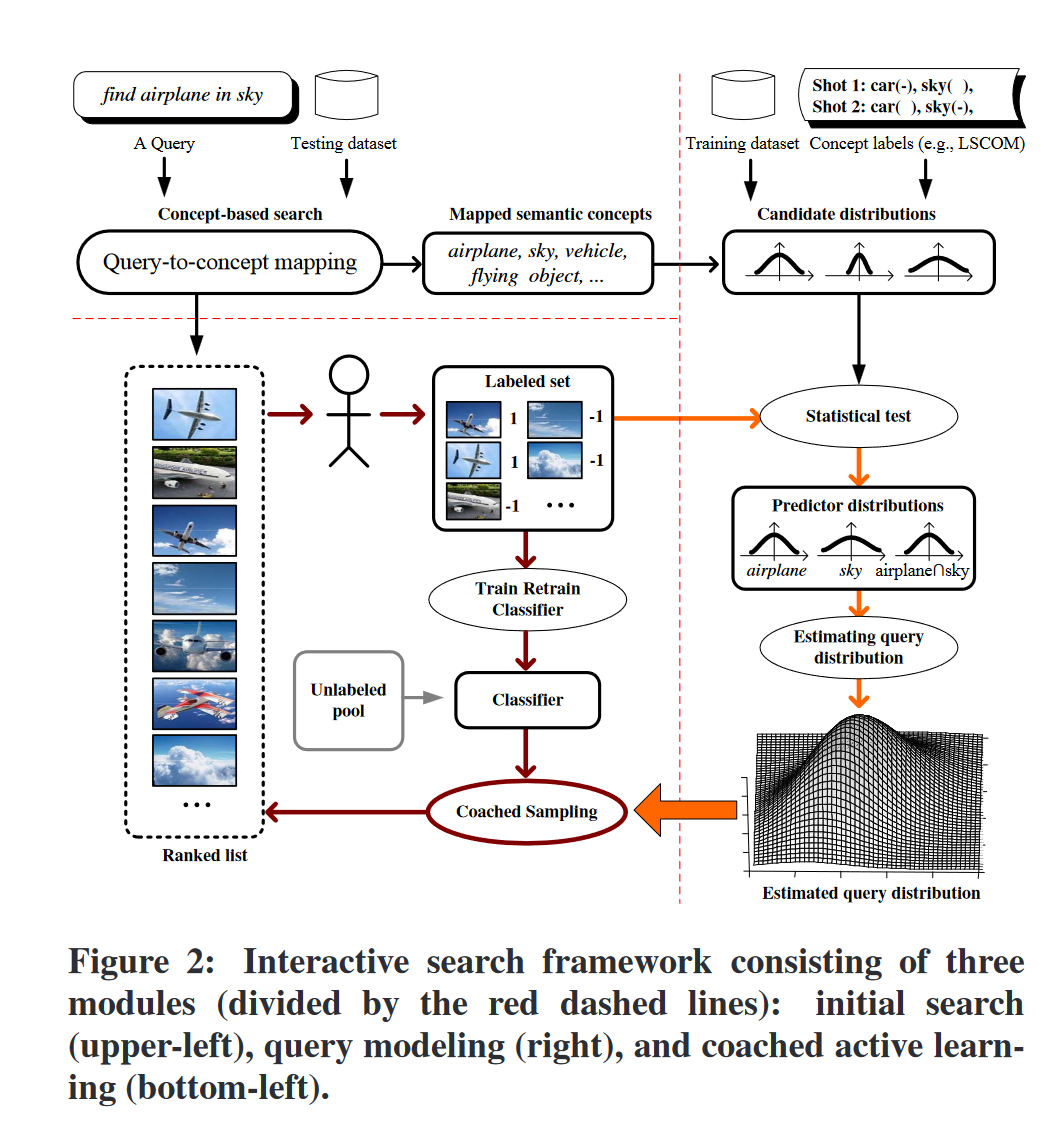 find airplane in sky
A Query
Testing dataset
Training dataset
Shot 1: car(-), sky( ),
Shot 2: car( ), sky(-),
Concept labels (e.g., LSCOM)
Concept-based search
Query-to-concept mapping
Mapped semantic concepts
airplane, sky, vehicle,
flying object, ...
Candidate distributions
Labeled set
1
-1
1
-1
-1
...
Statistical test
Predictor distributions
airplane
sky
airplane∩sky
Train Retrain
Classifier
Estimating query
distribution
Unlabeled
pool
Classifier
Coached Sampling
...
Ranked list
Estimated query distribution
Figure 2: Interactive search framework consisting of three
modules (divided by the red dashed lines): initial search
(upper-left), query modeling (right), and coached active learn-
ing (bottom-left).